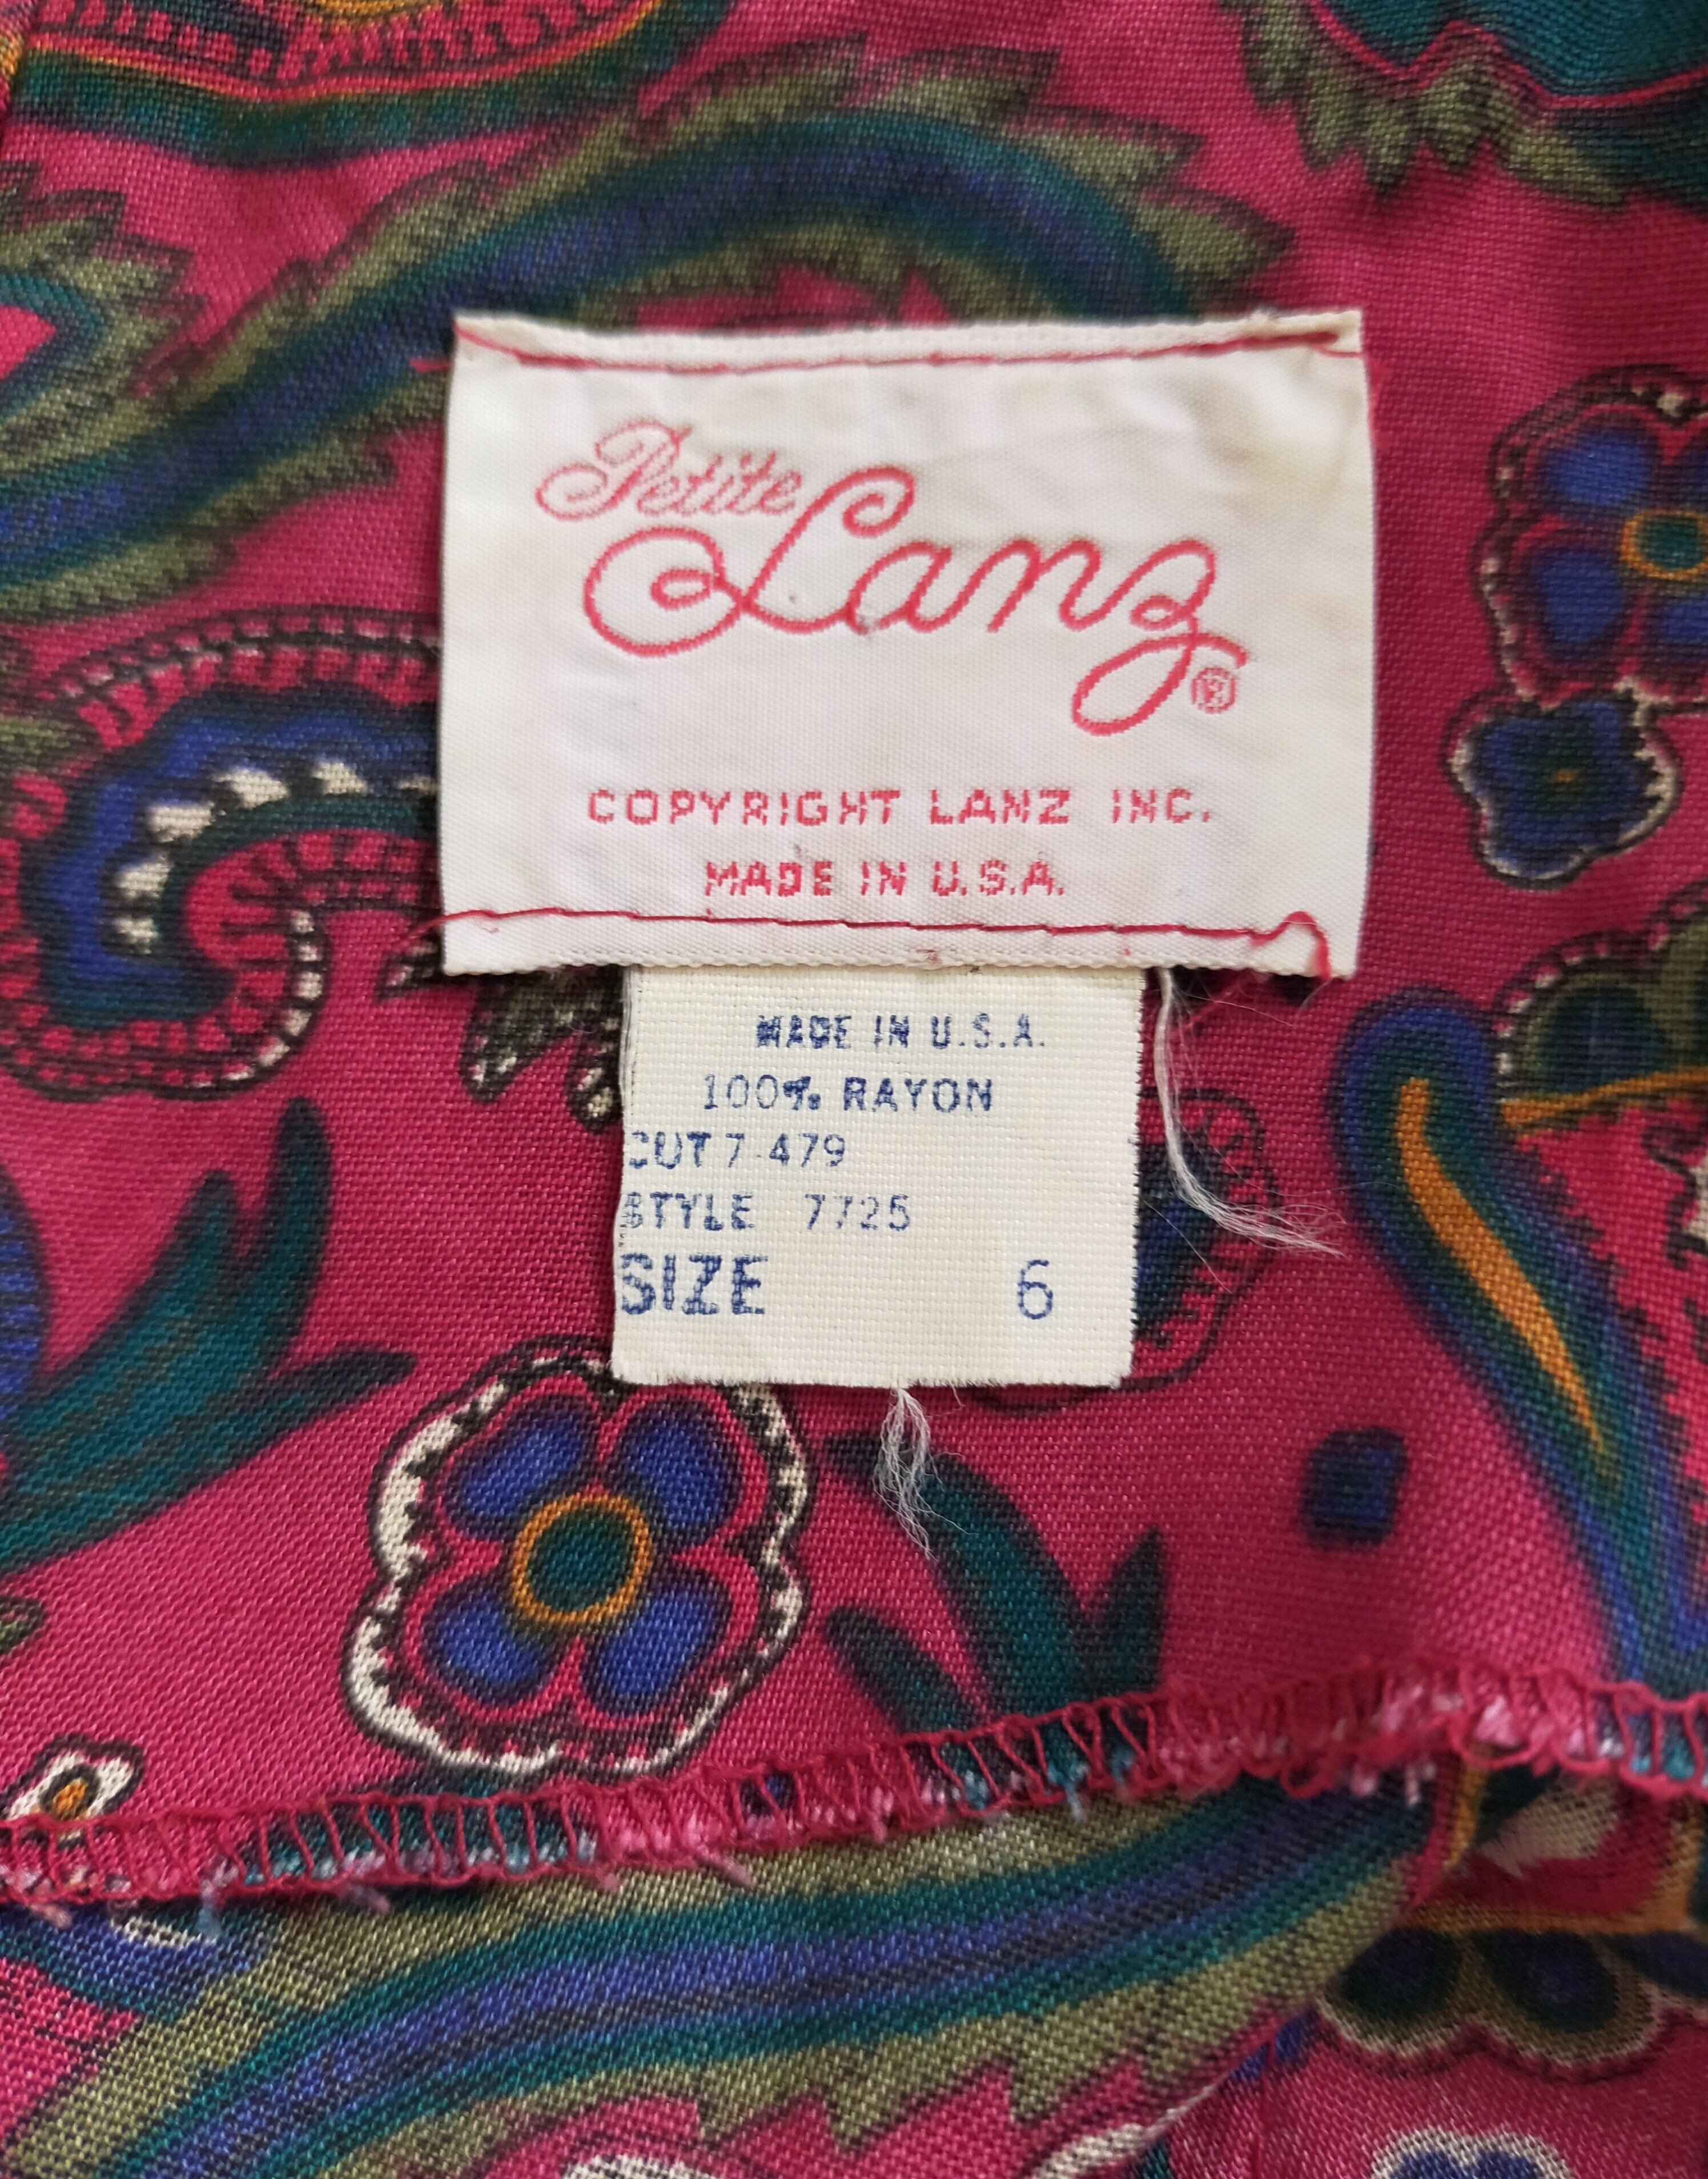 Petite
Lanz®
COPYRIGHT LANZ INC.
MADE IN U.S.A.
MADE IN U.S.A.
100% RAYON
CUT 7-479
STYLE 7725
SIZE 6